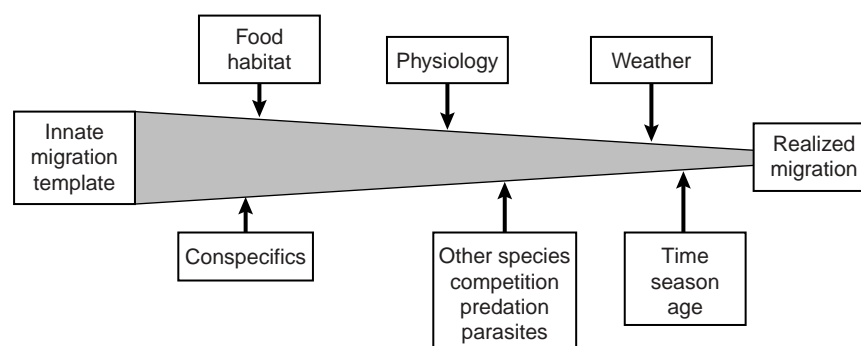 Food
habitat
Physiology
Weather
Innate
migration
template
Realized
migration
Conspecifics
Other species
competition
predation
parasites
Time
season
age